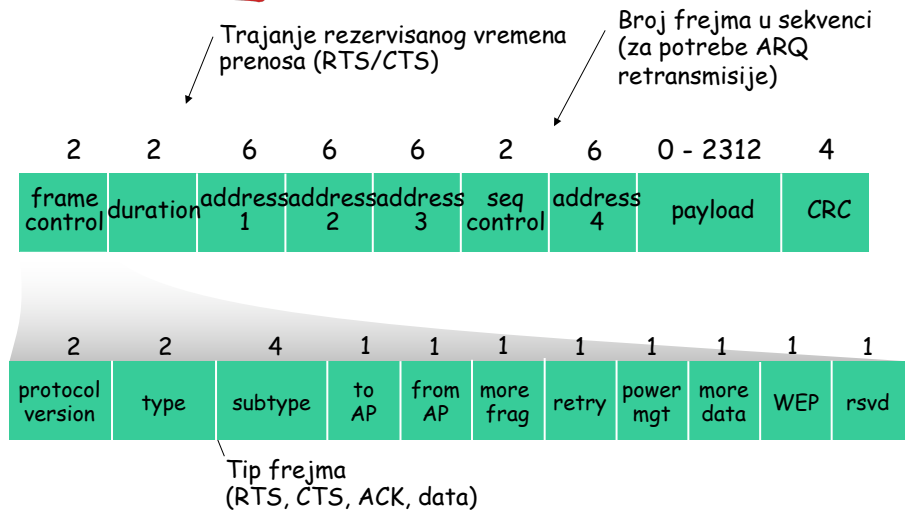 Trajanje rezervisanog vremena
prenosa (RTS/CTS)
Broj frejma u sekvenci
(za potrebe ARQ
retransmisije)
2 2 6 6 6 2 6 0 - 2312 4
frame
control
duration
address
1
address
2
address
3
seq
control
address
4
payload
CRC
2 2 4 1 1 1 1 1 1 1 1
protocol
version
type
subtype
to
AP
from
AP
more
frag
retry
power
mgt
more
data
WEP
rsvd
Tip frejma
(RTS, CTS, ACK, data)